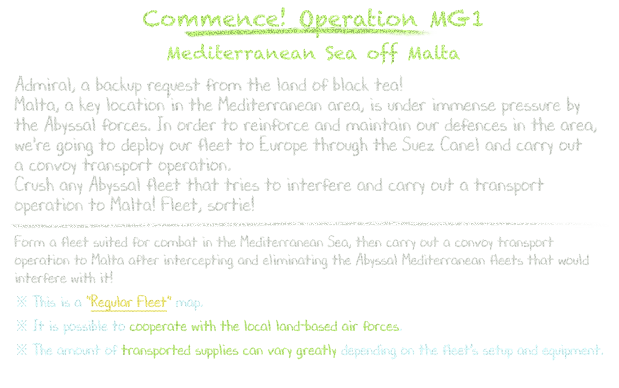 Commence! Operation MG1
Mediterranean Sea off Malta
Admiral, a backup request from the land of black tea!
Malta, a key location in the Mediterranean area, is under immense pressure by
the Abyssal forces. In order to reinforce and maintain our defences in the area,
we're going to deploy our fleet to Europe through the Suez Canel and carry out
a convoy transport operation.
Crush any Abyssal fleet that tries to interfere and carry out a transport
operation to Malta! Fleet, sortie!
Form a fleet suited for combat in the Mediterranean Sea, then carry out a convoy transport
operation to Malta after intercepting and eliminating the Abyssal Mediterranean fleets that would
interfere with it!
※ This is a "Regular Fleet" map.
※ It is possible to cooperate with the local land-based air forces.
※ The amount of transported supplies can vary greatly depending on the fleet's setup and equipment.